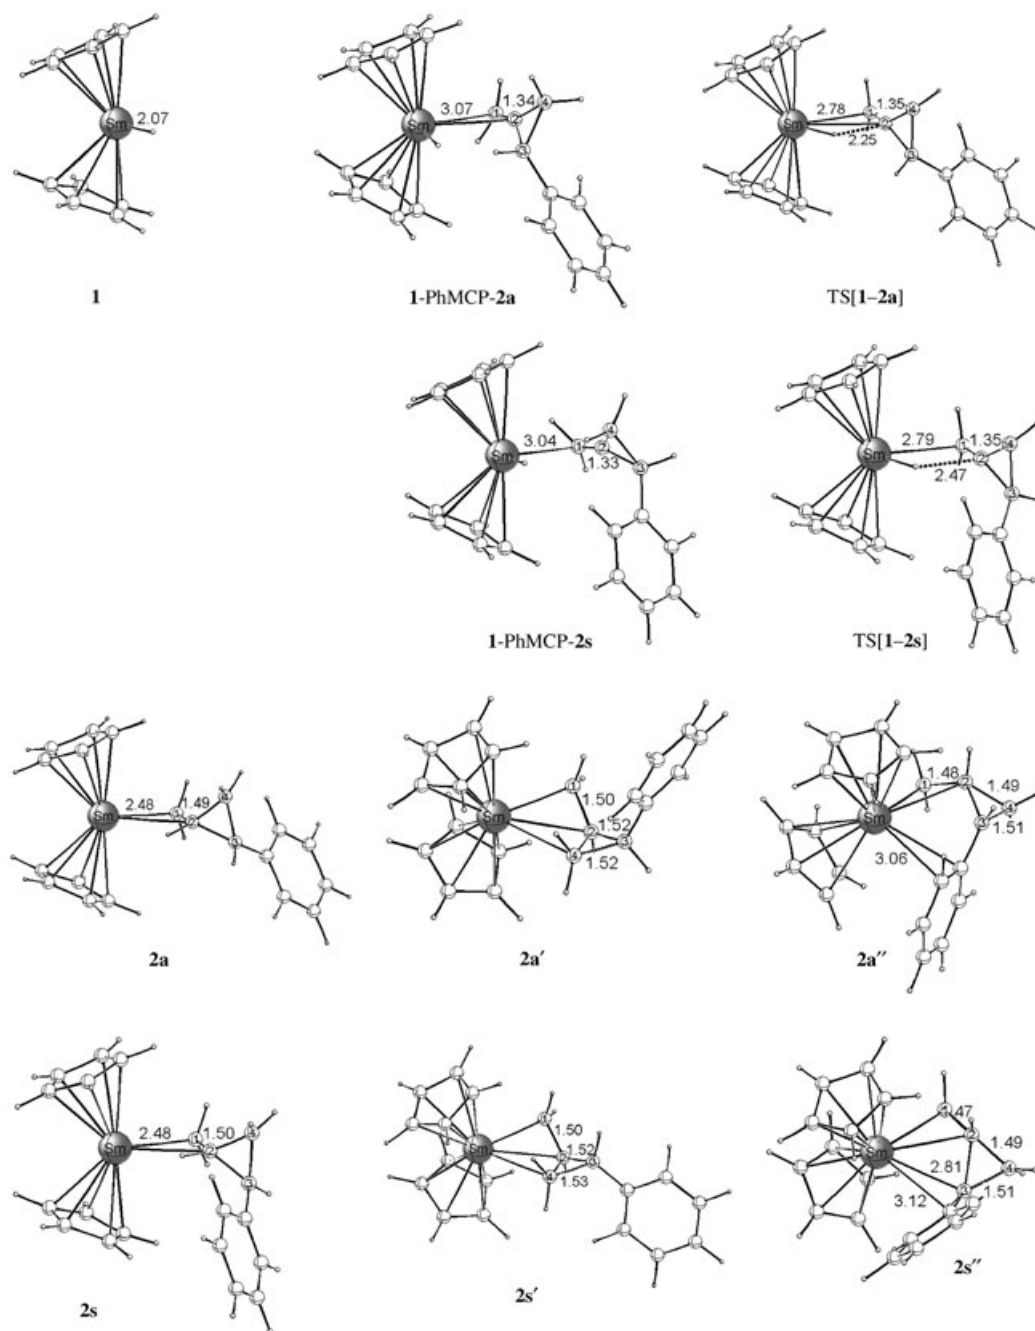 Sm 2.07
1
Sm 3.07 1.34 1 2 3 4
1-PhMCP-2a
Sm 2.78 1.35 2.25 1 2 3 4
TS[1–2a]
Sm 3.04 1.33 1 2 3 4
1-PhMCP-2s
Sm 2.79 1.35 2.47 1 2 3 4
TS[1–2s]
Sm 2.48 1.49 1 2 3 4
2a
Sm 1.50 1.52 1.52 1 2 3 4
2a′
Sm 1.48 1.49 1.51 3.06 1 2 3 4
2a″
Sm 2.48 1.50 1 2 3 4
2s
Sm 1.50 1.52 1.53 1 2 3 4
2s′
Sm 1.49 2.81 1.51 3.12
2s″